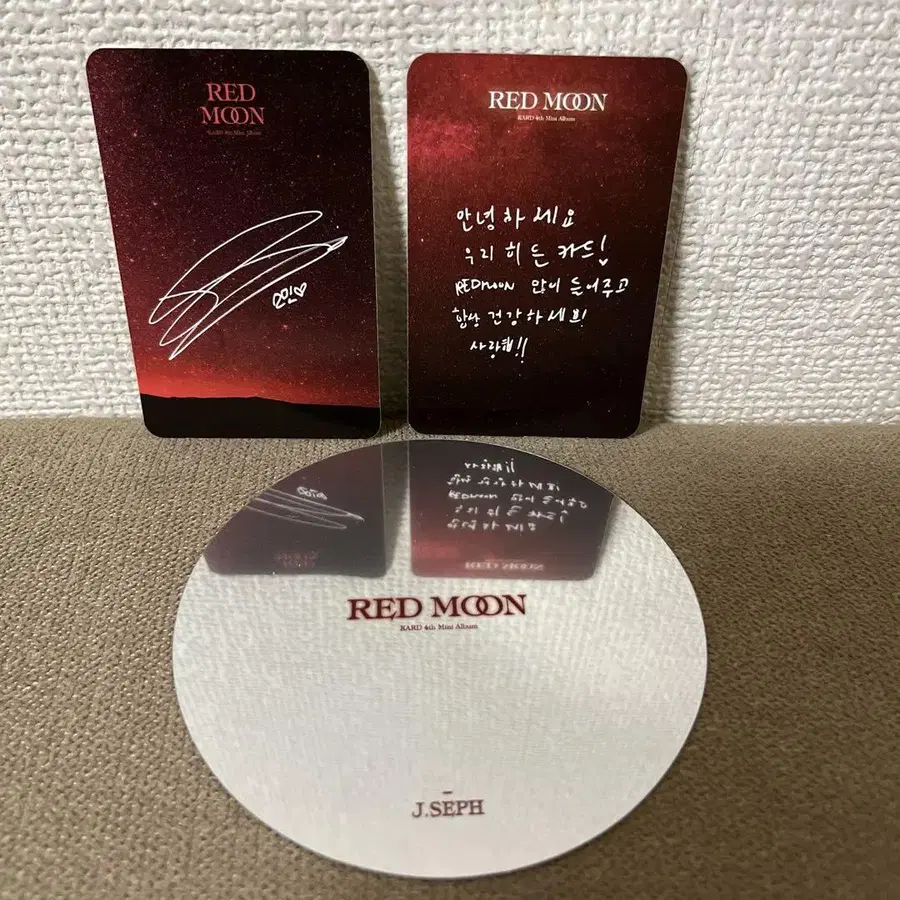 RED
MOON
KARD 4th Mini Album
RED MOON
KARD 4th Mini Album
안녕하세요
우리 히든 카드!
REDMOON 많이 들어주고
항상 건강하세요!
사랑해!!
RED MOON
KARD 4th Mini Album
J.SEPH